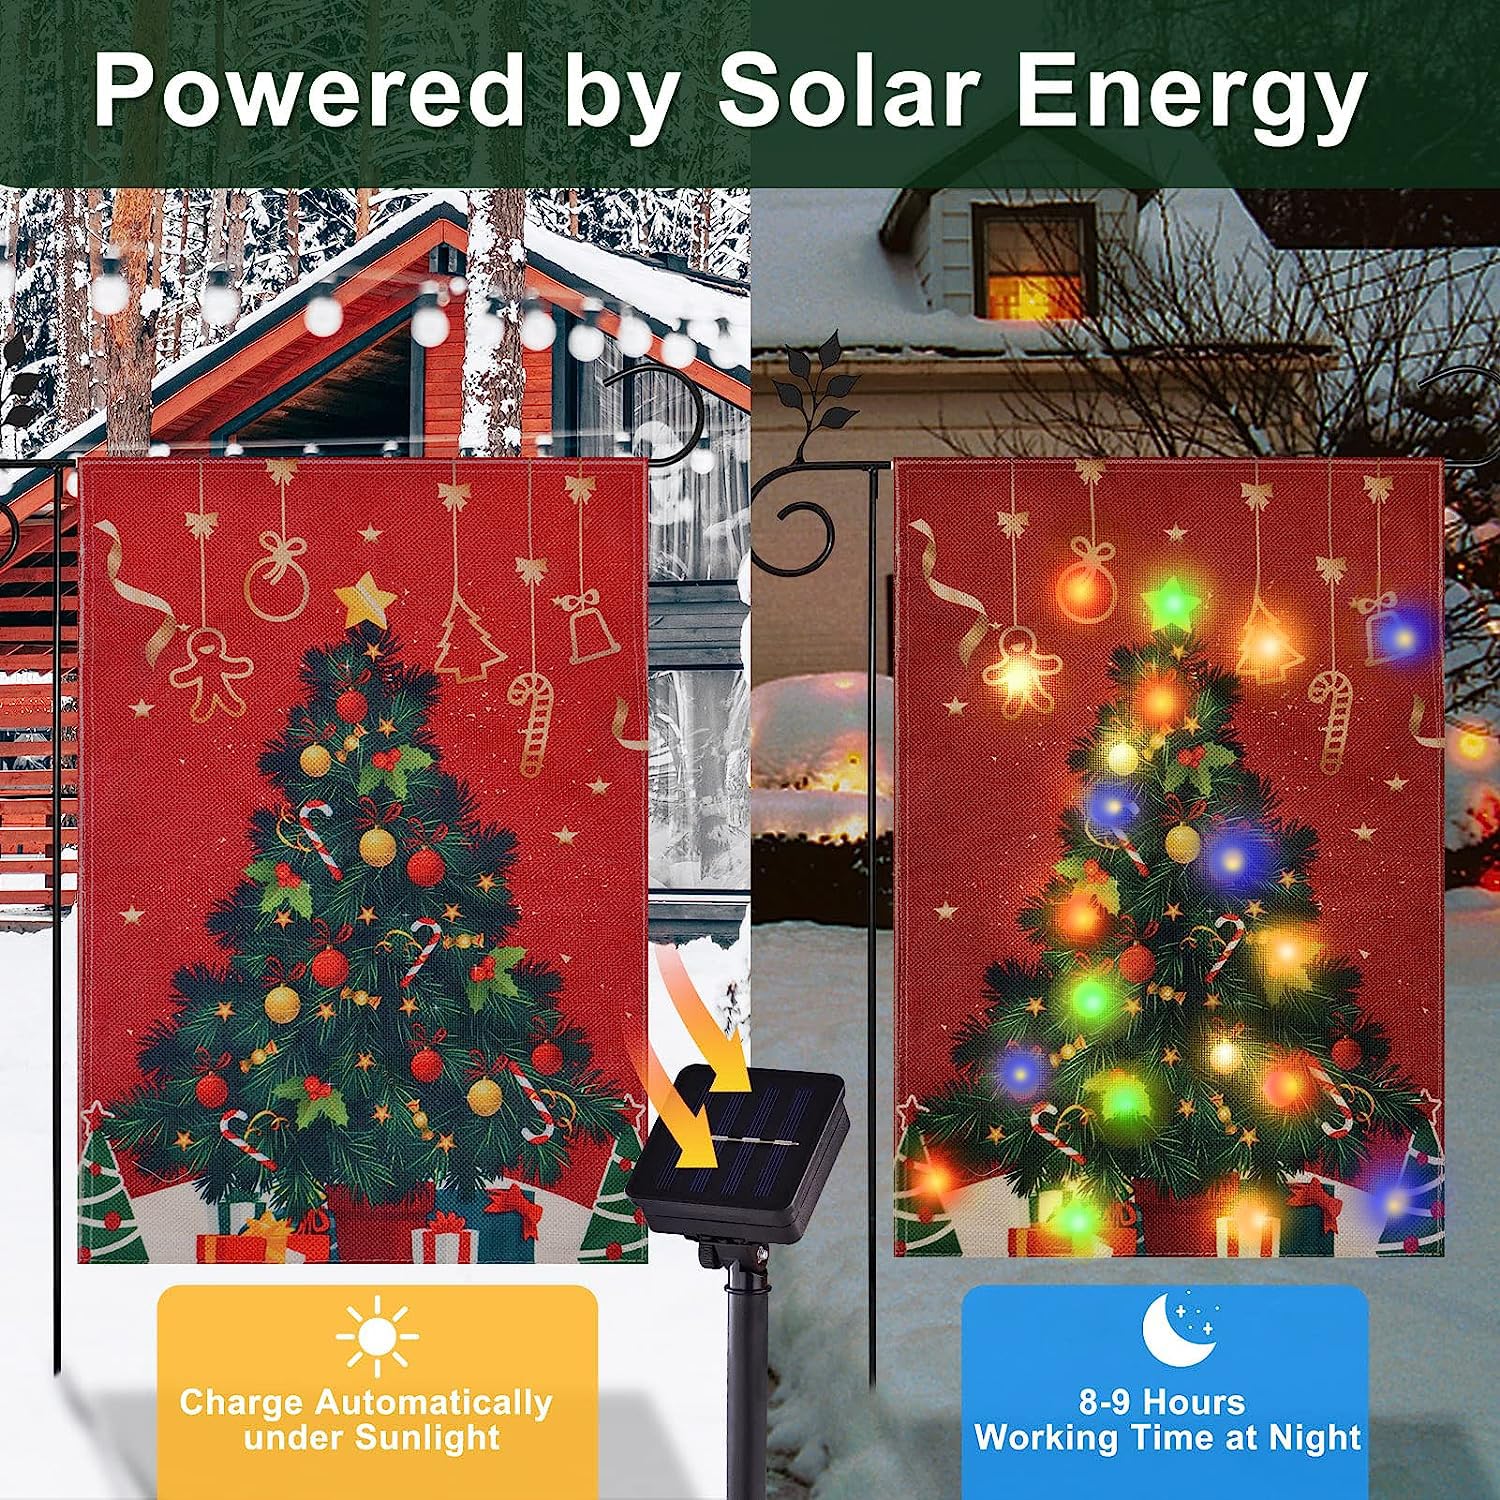 Powered by Solar Energy
Charge Automatically
under Sunlight
8-9 Hours
Working Time at Night